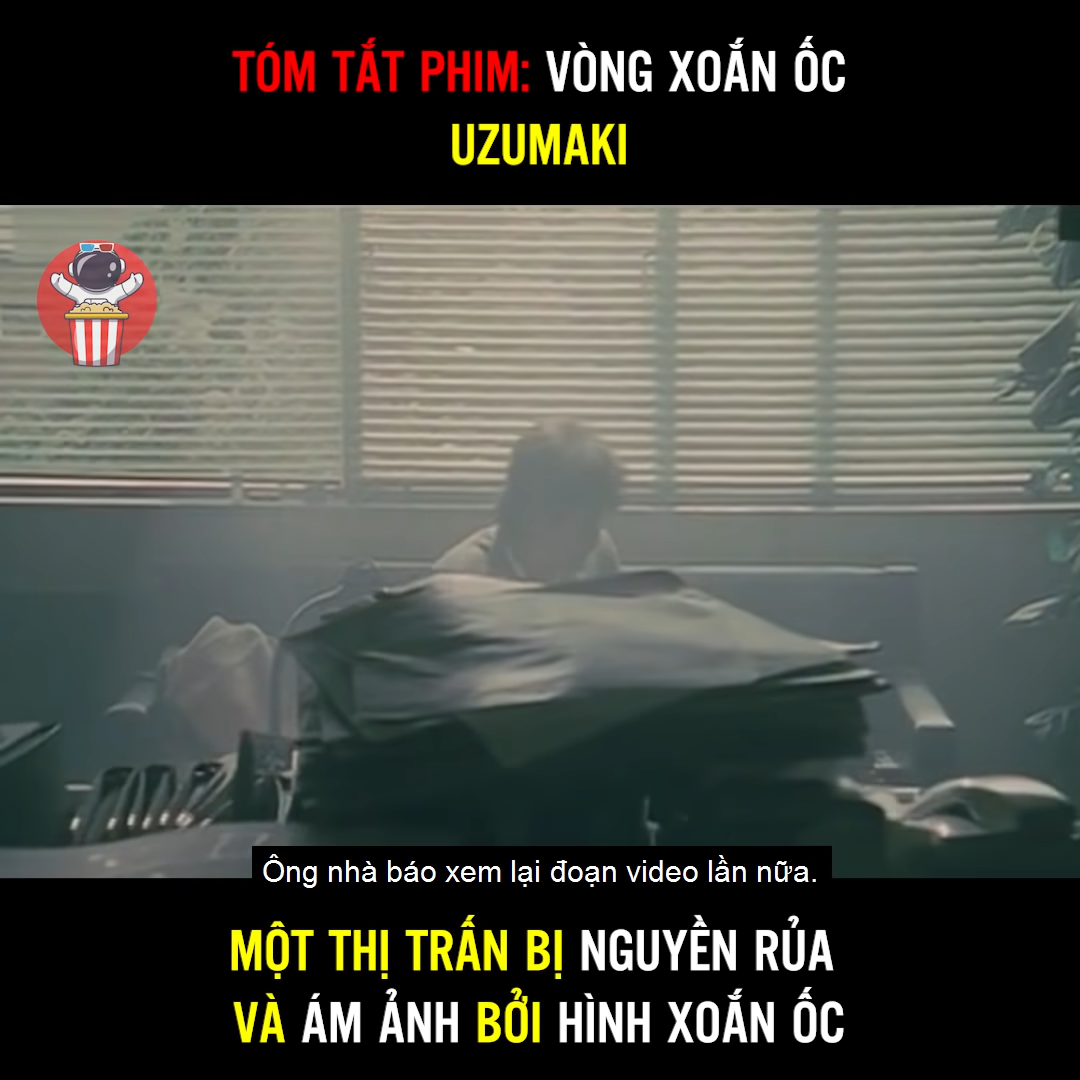 TÓM TẮT PHIM: VÒNG XOẮN ỐC
UZUMAKI
Ông nhà báo xem lại đoạn video lần nữa.
MỘT THỊ TRẤN BỊ NGUYỀN RỦA
VÀ ÁM ẢNH BỞI HÌNH XOẮN ỐC